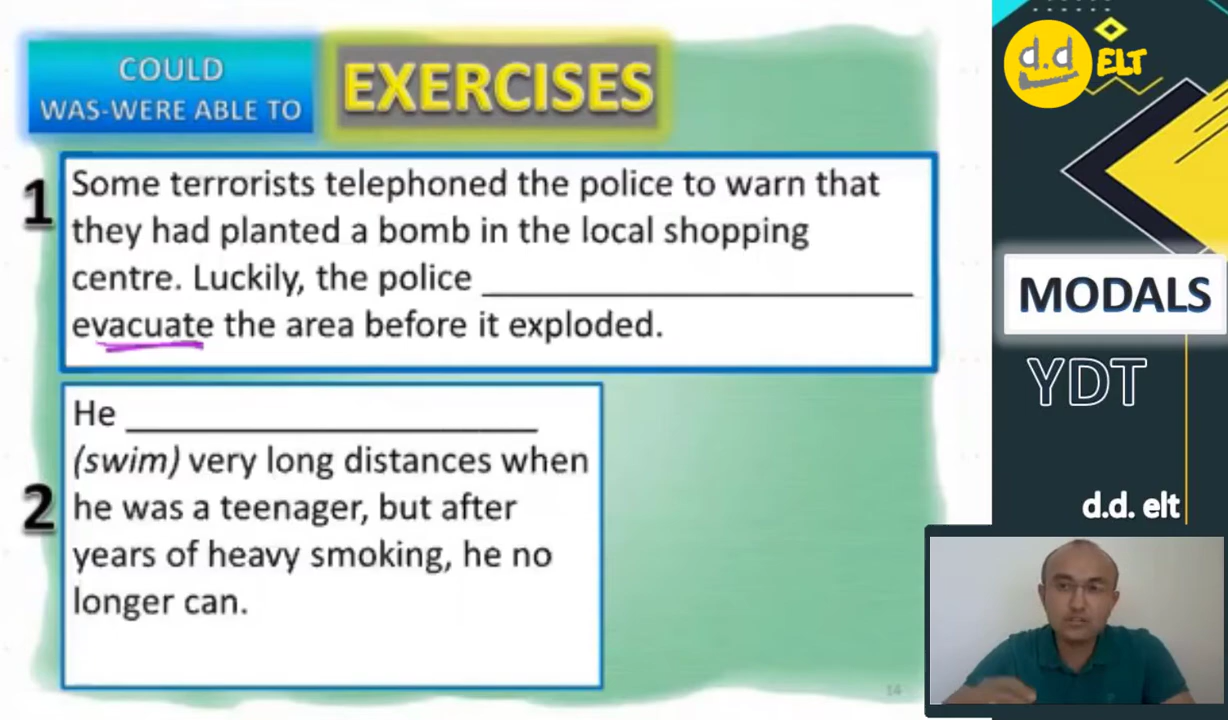 COULD
WAS-WERE ABLE TO
EXERCISES
d.d
ELT
1
Some terrorists telephoned the police to warn that
they had planted a bomb in the local shopping
centre. Luckily, the police ____________________
evacuate the area before it exploded.
MODALS
YDT
2
He ____________________
(swim) very long distances when
he was a teenager, but after
years of heavy smoking, he no
longer can.
d.d. elt
14